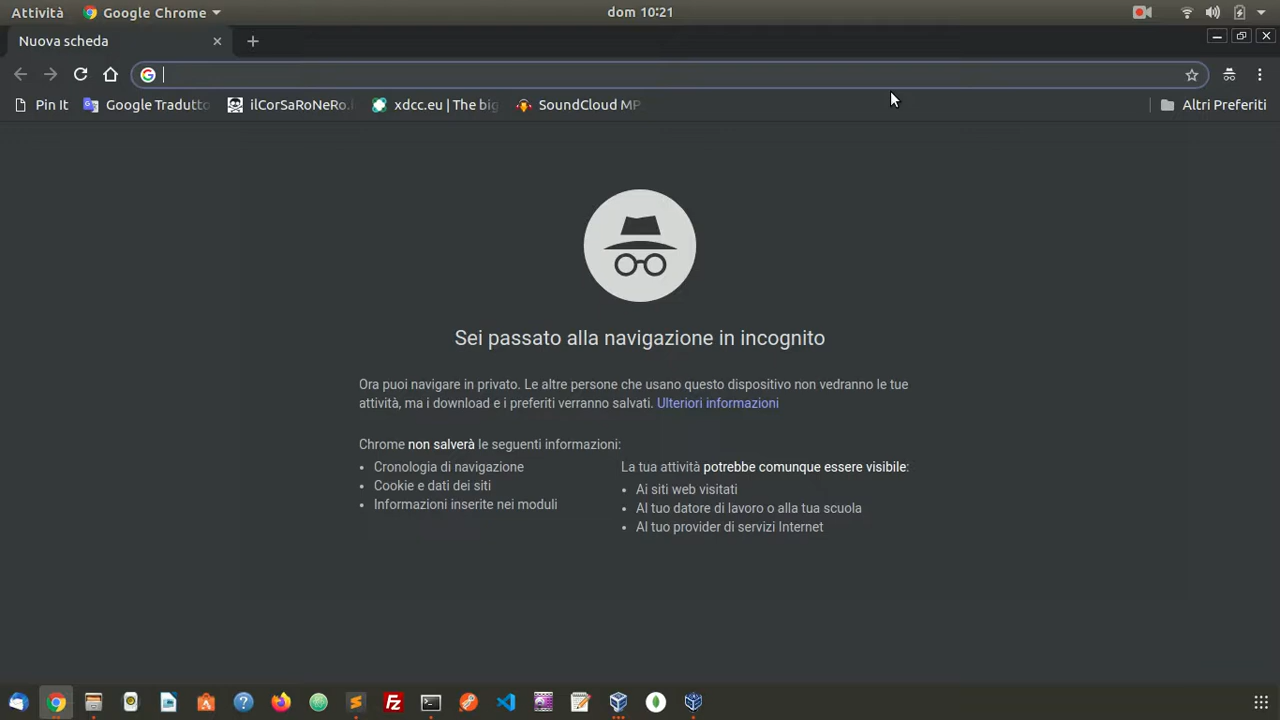 Attività Google Chrome dom 10:21
Nuova scheda
Pin It Google Tradutto ilCorSaRoNeRo. xdcc.eu | The big SoundCloud MP Altri Preferiti
Sei passato alla navigazione in incognito
Ora puoi navigare in privato. Le altre persone che usano questo dispositivo non vedranno le tue
attività, ma i download e i preferiti verranno salvati. Ulteriori informazioni
Chrome non salverà le seguenti informazioni:
• Cronologia di navigazione
• Cookie e dati dei siti
• Informazioni inserite nei moduli
La tua attività potrebbe comunque essere visibile:
• Ai siti web visitati
• Al tuo datore di lavoro o alla tua scuola
• Al tuo provider di servizi Internet